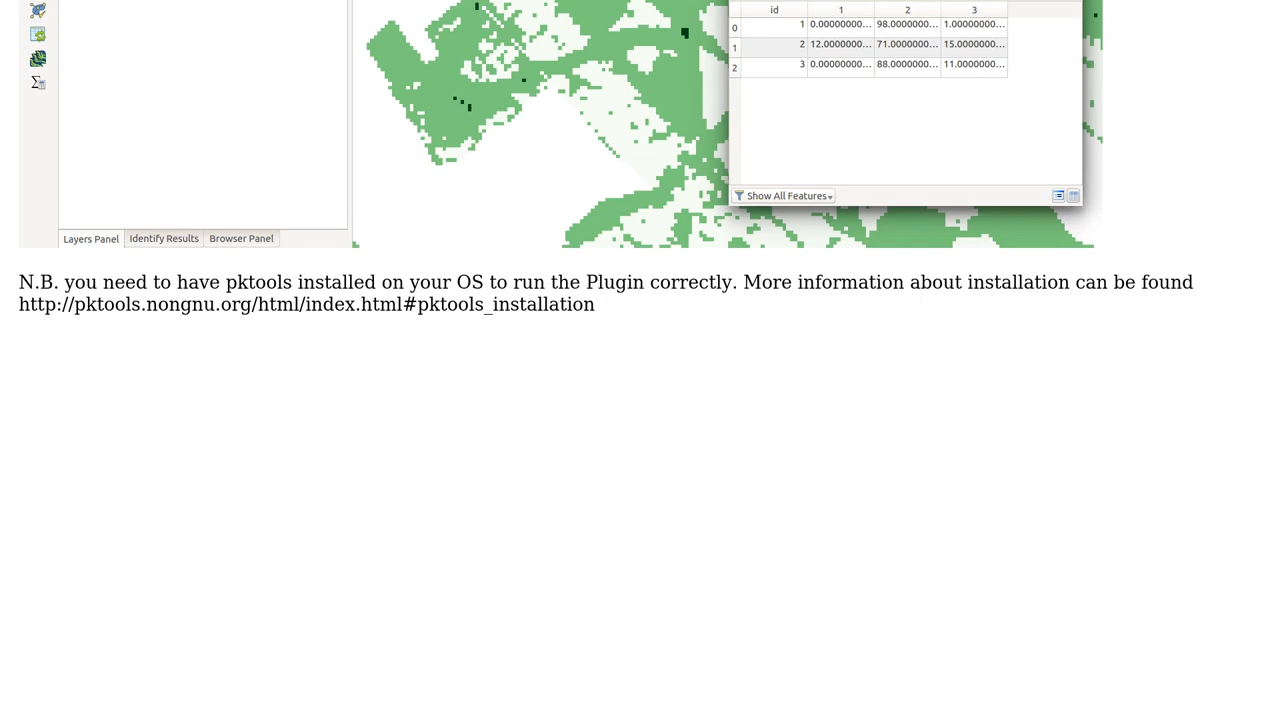 id 1 2 3
0 1 0.00000000... 98.0000000... 1.00000000...
1 2 12.0000000... 71.0000000... 15.0000000...
2 3 0.00000000... 88.0000000... 11.0000000...
Show All Features
Layers Panel Identify Results Browser Panel
N.B. you need to have pktools installed on your OS to run the Plugin correctly. More information about installation can be found
http://pktools.nongnu.org/html/index.html#pktools_installation